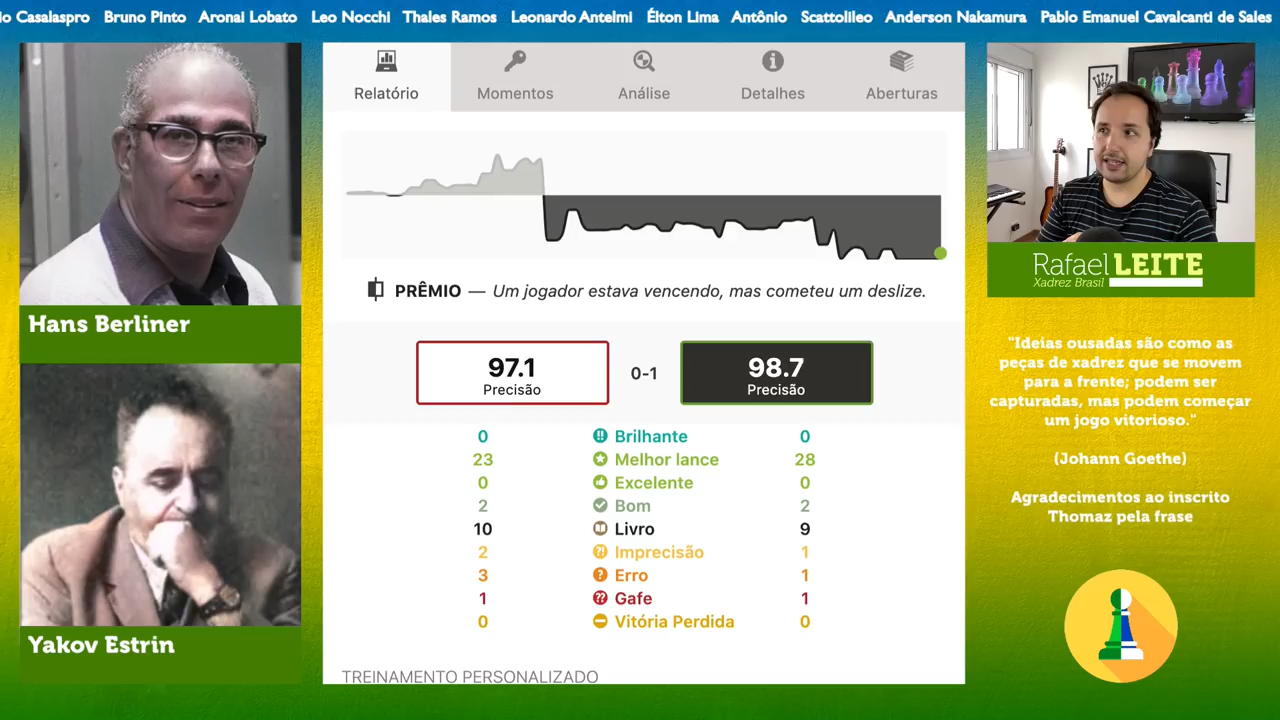 io Casalaspro Bruno Pinto Aronai Lobato Leo Nocchi Thales Ramos Leonardo Antelmi Élton Lima Antônio Scattolileo Anderson Nakamura Pablo Emanuel Cavalcanti de Sales
Hans Berliner
Yakov Estrin
Relatório Momentos Análise Detalhes Aberturas
PRÊMIO — Um jogador estava vencendo, mas cometeu um deslize.
97.1 0-1 98.7
Precisão Precisão
0 Brilhante 0
23 Melhor lance 28
0 Excelente 0
2 Bom 2
10 Livro 9
2 Imprecisão 1
3 Erro 1
1 Gafe 1
0 Vitória Perdida 0
TREINAMENTO PERSONALIZADO
Rafael LEITE
Xadrez Brasil
"Ideias ousadas são como as
peças de xadrez que se movem
para a frente; podem ser
capturadas, mas podem começar
um jogo vitorioso."
(Johann Goethe)
Agradecimentos ao inscrito
Thomaz pela frase